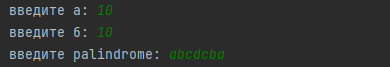 введите а: 10
введите б: 10
введите palindrome: abcdcba